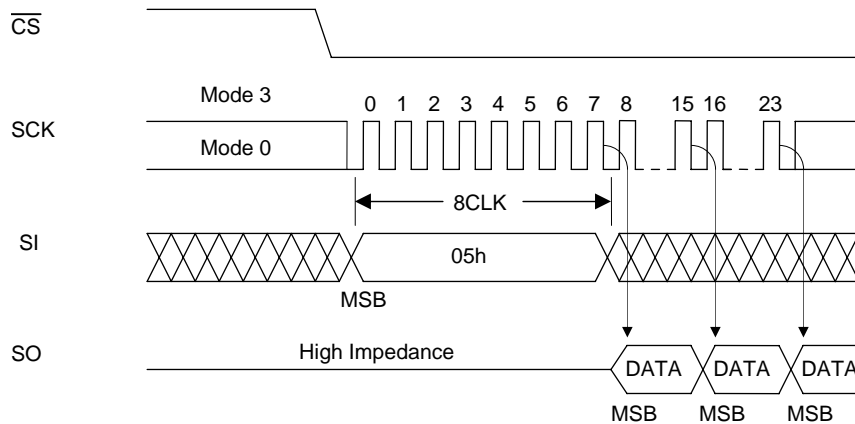 CS
Mode 3
0 1 2 3 4 5 6 7 8 15 16 23
SCK
Mode 0
8CLK
SI
05h
MSB
SO
High Impedance
DATA DATA DATA
MSB MSB MSB